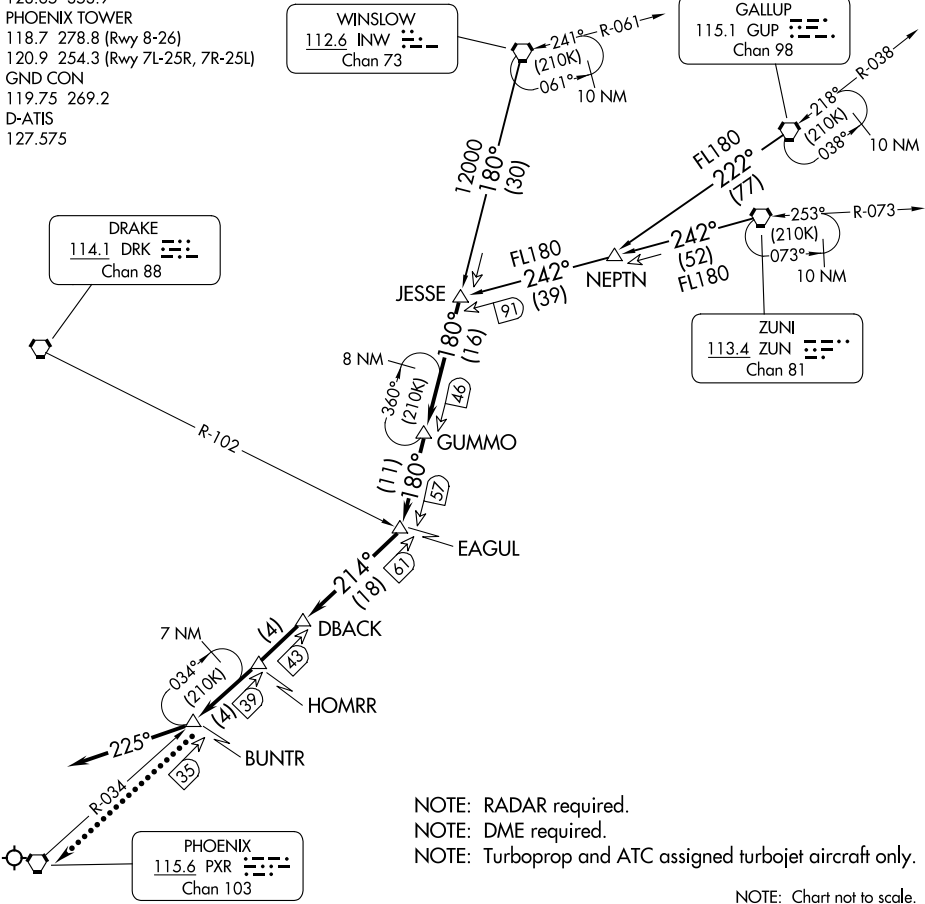 PHOENIX TOWER
118.7 278.8 (Rwy 8-26)
120.9 254.3 (Rwy 7L-25R, 7R-25L)
GND CON
119.75 269.2
D-ATIS
127.575
WINSLOW
112.6 INW
Chan 73
241° R-061
(210K)
061°
10 NM
GALLUP
115.1 GUP
Chan 98
R-038
218°
(210K)
038°
10 NM
12000
180°
(30)
FL180
222°
(77)
253° R-073
(210K)
073°
10 NM
242°
(52)
FL180
NEPTN
FL180
242°
(39)
91
ZUNI
113.4 ZUN
Chan 81
DRAKE
114.1 DRK
Chan 88
R-102
JESSE
180°
(16)
8 NM
360°
(210K)
46
GUMMO
180°
(11)
57
EAGUL
61
214°
(18)
DBACK
43
(4)
HOMRR
39
(4)
7 NM
034°
(210K)
BUNTR
35
225°
R-034
PHOENIX
115.6 PXR
Chan 103
NOTE: RADAR required.
NOTE: DME required.
NOTE: Turboprop and ATC assigned turbojet aircraft only.
NOTE: Chart not to scale.